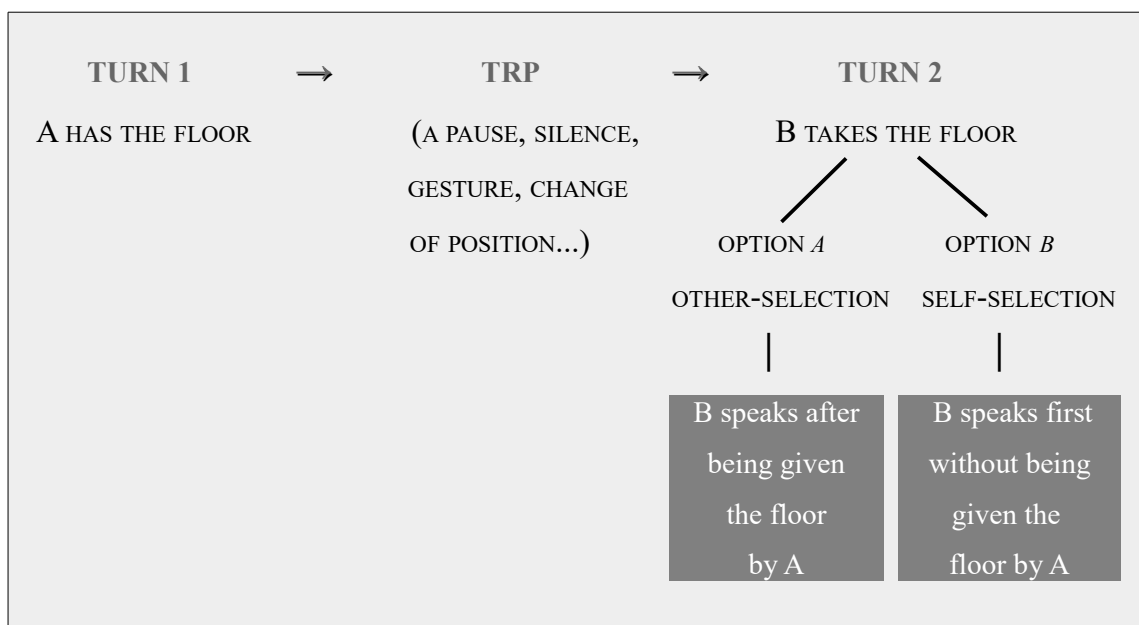 TURN 1 → TRP → TURN 2
A HAS THE FLOOR
(A PAUSE, SILENCE,
GESTURE, CHANGE
OF POSITION...)
B TAKES THE FLOOR
OPTION A
OTHER-SELECTION
B speaks after
being given
the floor
by A
OPTION B
SELF-SELECTION
B speaks first
without being
given the
floor by A